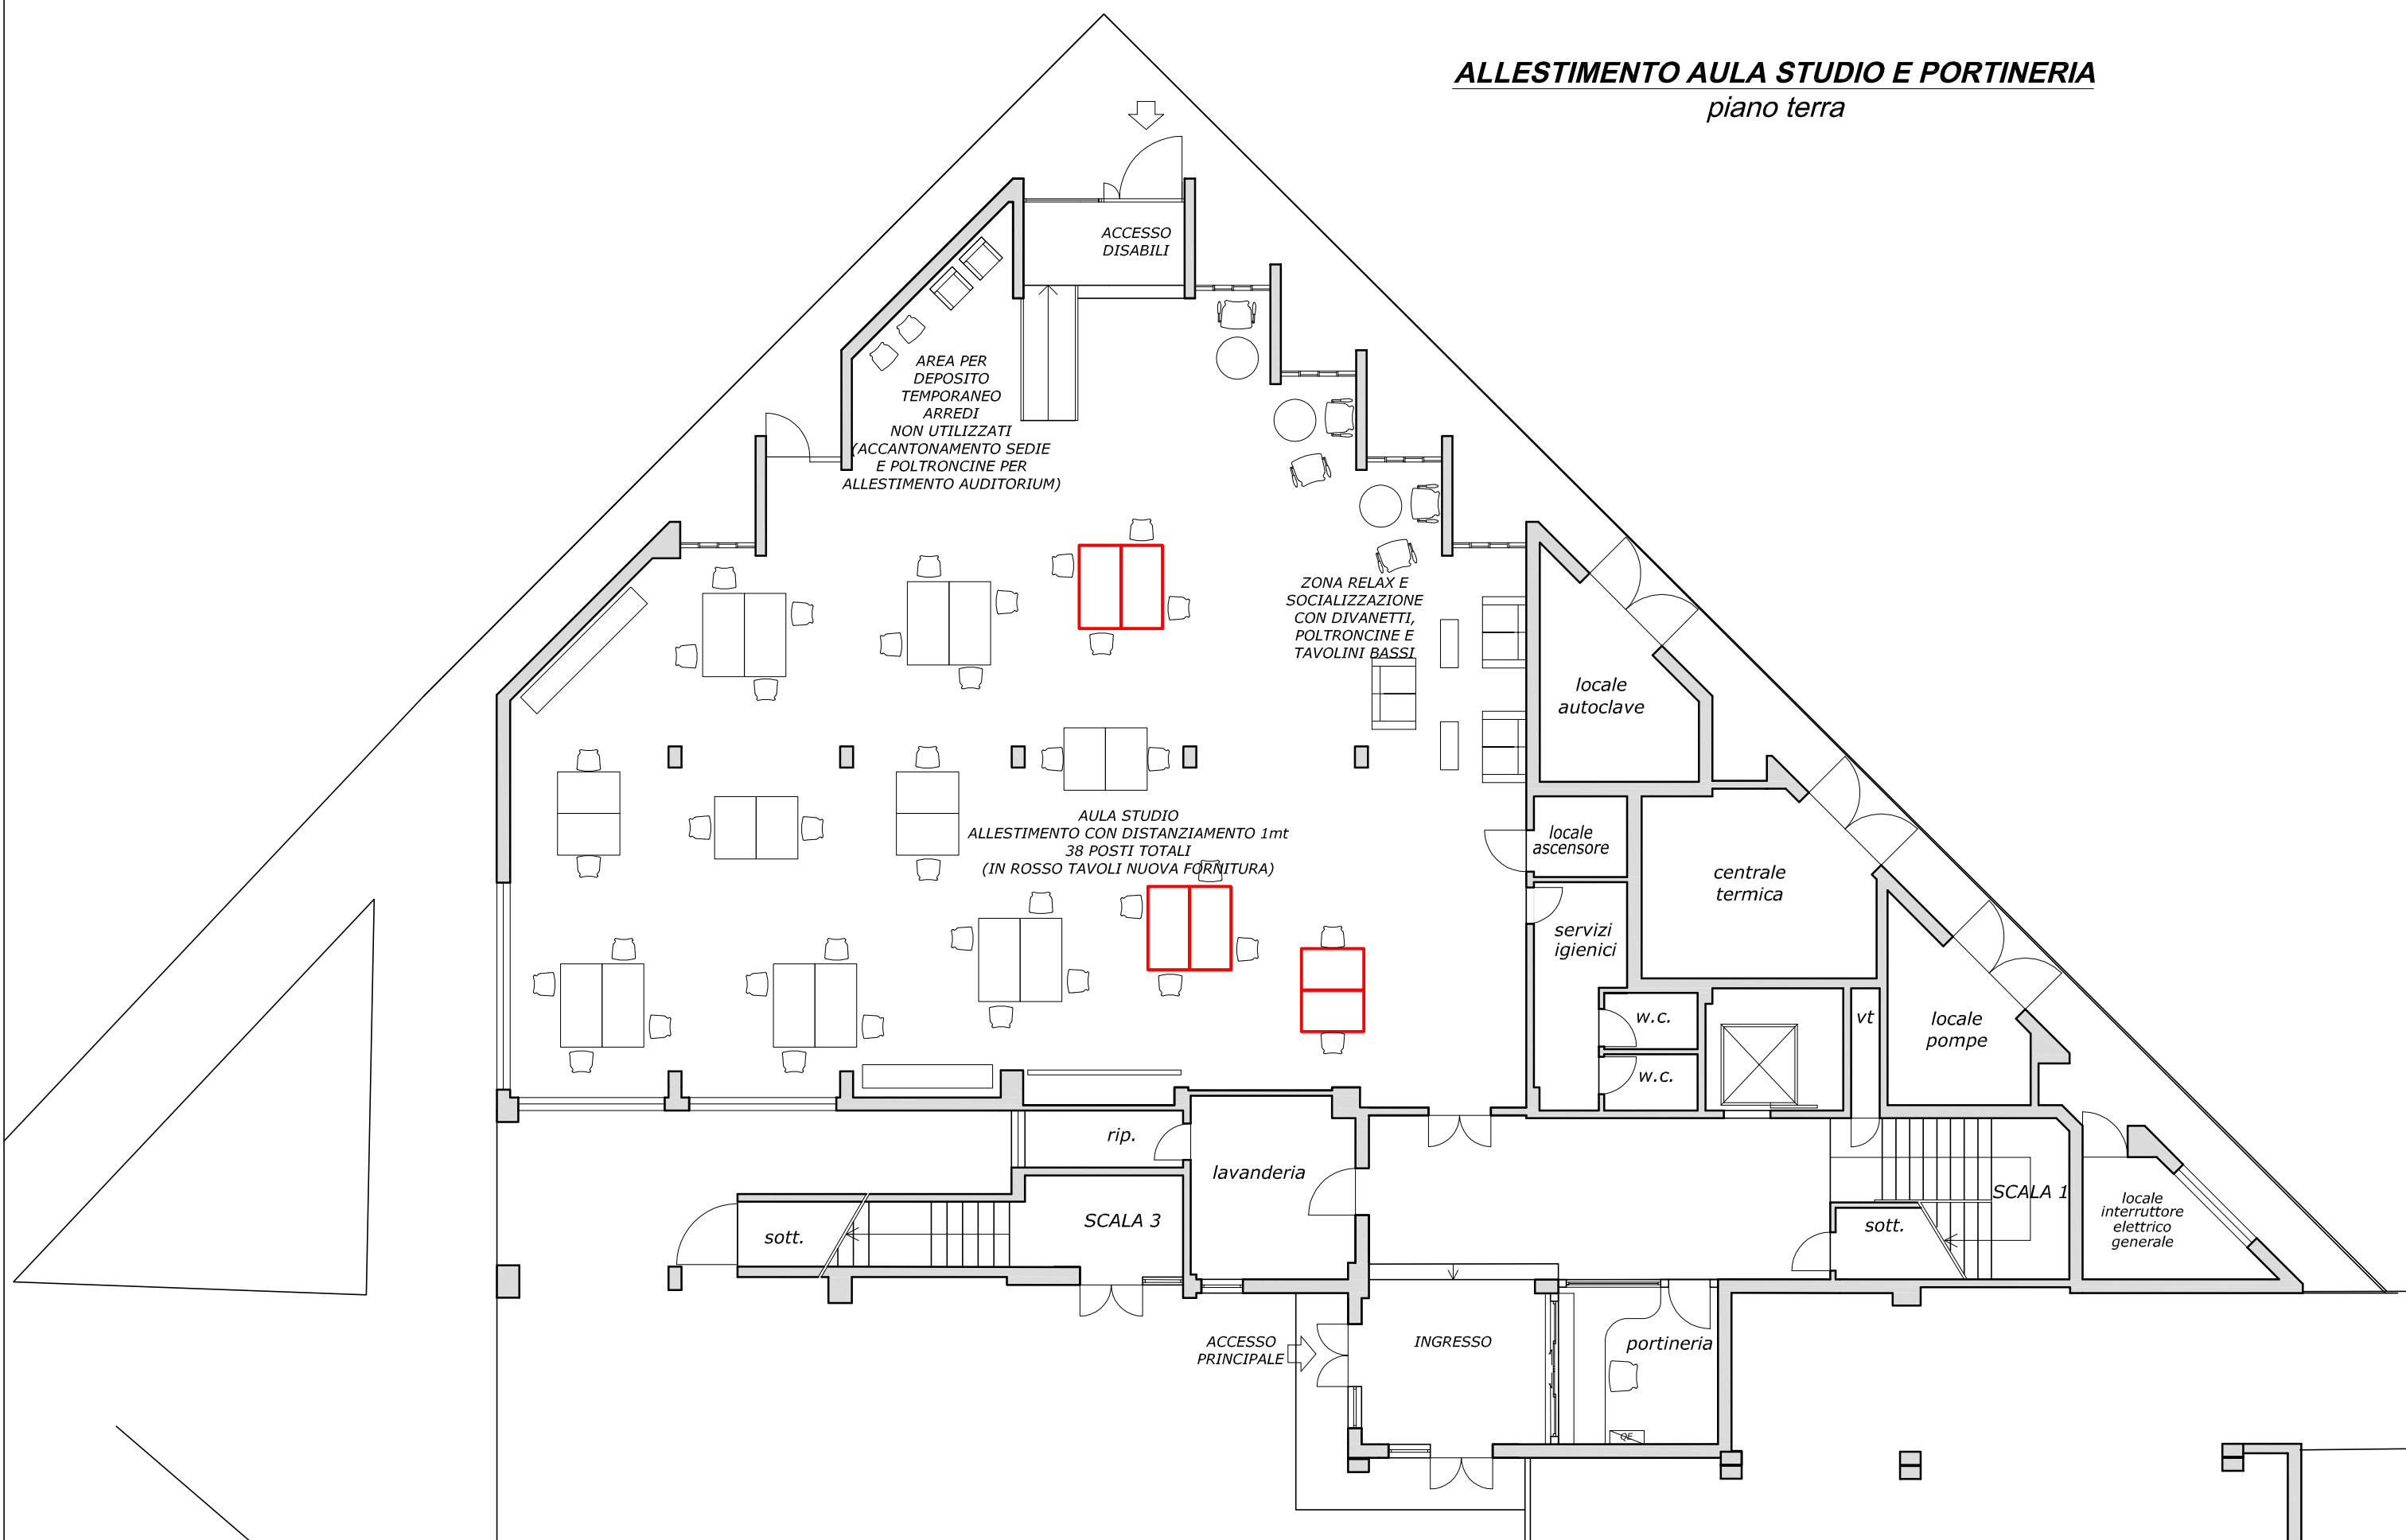 ALLESTIMENTO AULA STUDIO E PORTINERIA
piano terra
ACCESSO
DISABILI
AREA PER
DEPOSITO
TEMPORANEO
ARREDI
NON UTILIZZATI
(ACCANTONAMENTO SEDIE
E POLTRONCINE PER
ALLESTIMENTO AUDITORIUM)
ZONA RELAX E
SOCIALIZZAZIONE
CON DIVANETTI,
POLTRONCINE E
TAVOLINI BASSI
locale
autoclave
AULA STUDIO
ALLESTIMENTO CON DISTANZIAMENTO 1mt
38 POSTI TOTALI
(IN ROSSO TAVOLI NUOVA FORNITURA)
locale
ascensore
centrale
termica
servizi
igienici
w.c.
vt
locale
pompe
w.c.
rip.
lavanderia
SCALA 3
sott.
SCALA 1
sott.
locale
interruttore
elettrico
generale
ACCESSO
PRINCIPALE
INGRESSO
portineria
QE